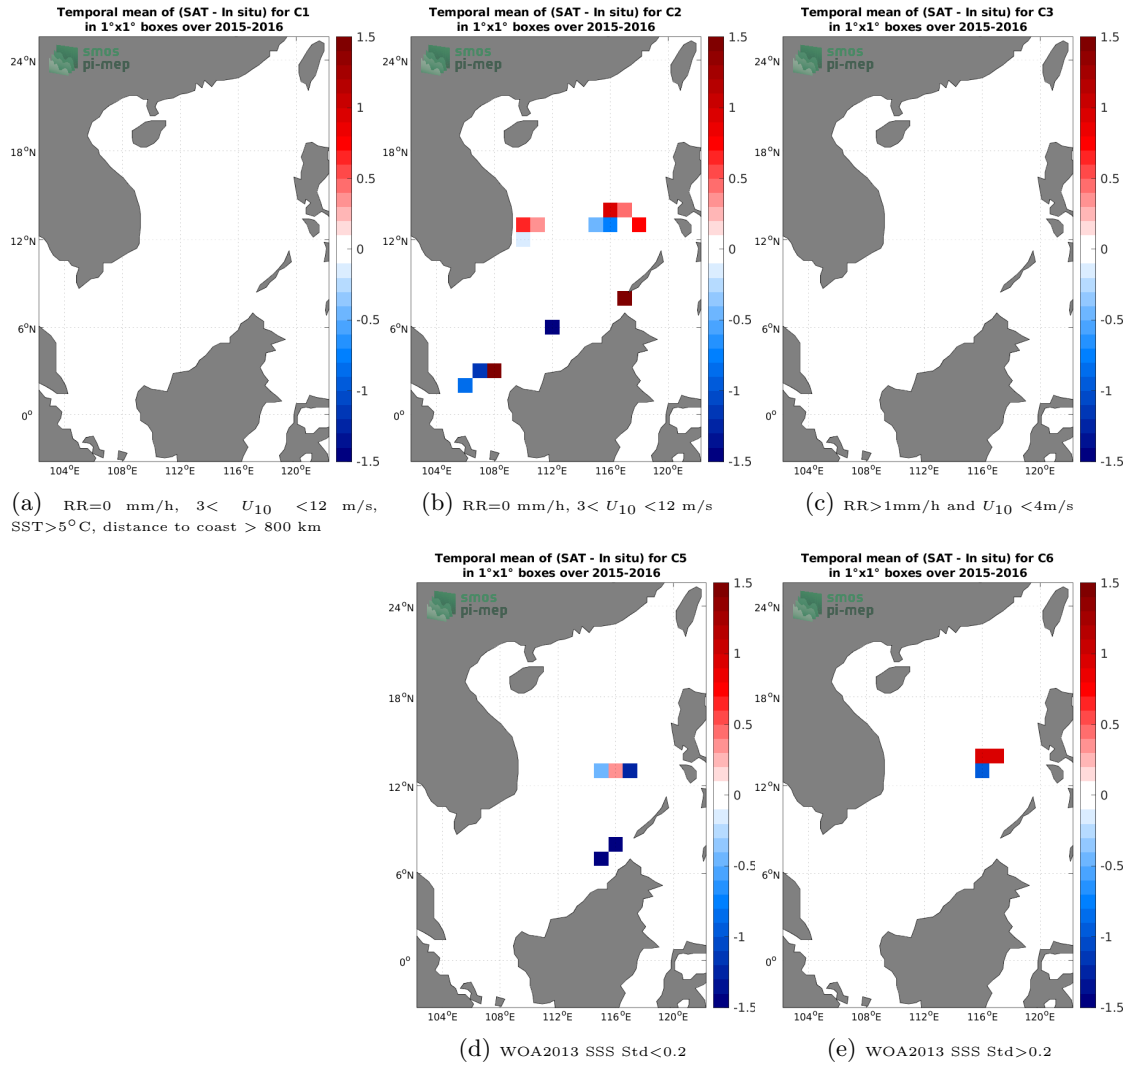 Temporal mean of (SAT - In situ) for C1
in 1°x1° boxes over 2015-2016
smos
pi-mep
24°N
18°N
12°N
6°N
0°
104°E 108°E 112°E 116°E 120°E
1.5
1
0.5
0
-0.5
-1
-1.5
(a) RR=0 mm/h, 3< U10 <12 m/s,
SST>5°C, distance to coast > 800 km
Temporal mean of (SAT - In situ) for C2
in 1°x1° boxes over 2015-2016
smos
pi-mep
24°N
18°N
12°N
6°N
0°
104°E 108°E 112°E 116°E 120°E
1.5
1
0.5
0
-0.5
-1
-1.5
(b) RR=0 mm/h, 3< U10 <12 m/s
Temporal mean of (SAT - In situ) for C3
in 1°x1° boxes over 2015-2016
smos
pi-mep
24°N
18°N
12°N
6°N
0°
104°E 108°E 112°E 116°E 120°E
1.5
1
0.5
0
-0.5
-1
-1.5
(c) RR>1mm/h and U10 <4m/s
Temporal mean of (SAT - In situ) for C5
in 1°x1° boxes over 2015-2016
smos
pi-mep
24°N
18°N
12°N
6°N
0°
104°E 108°E 112°E 116°E 120°E
1.5
1
0.5
0
-0.5
-1
-1.5
(d) WOA2013 SSS Std<0.2
Temporal mean of (SAT - In situ) for C6
in 1°x1° boxes over 2015-2016
smos
pi-mep
24°N
18°N
12°N
6°N
0°
104°E 108°E 112°E 116°E 120°E
1.5
1
0.5
0
-0.5
-1
-1.5
(e) WOA2013 SSS Std>0.2